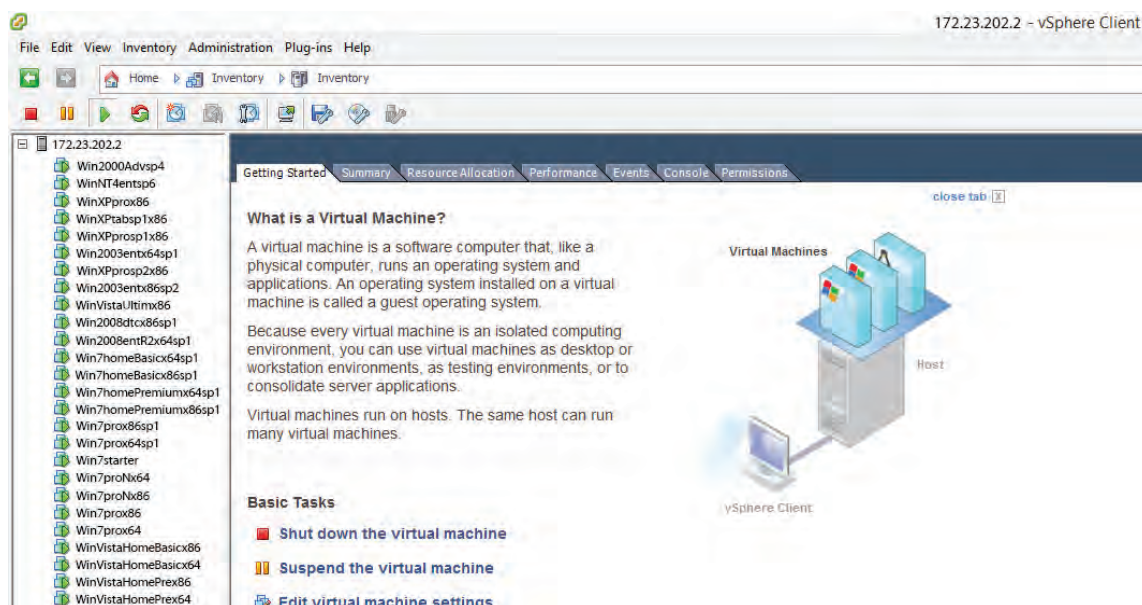 172.23.202.2 - vSphere Client
File Edit View Inventory Administration Plug-ins Help
Home Inventory Inventory
172.23.202.2
Win2000Advsp4
WinNT4entsp6
WinXPprox86
WinXPtabsp1x86
WinXPprosp1x86
Win2003entx64sp1
WinXPprosp2x86
Win2003entx86sp2
WinVistaUltimx86
Win2008dtcx86sp1
Win2008entR2x64sp1
Win7homeBasicx64sp1
Win7homeBasicx86sp1
Win7homePremiumx64sp1
Win7homePremiumx86sp1
Win7prox86sp1
Win7prox64sp1
Win7starter
Win7proNx64
Win7proNx86
Win7prox86
Win7prox64
WinVistaHomeBasicx86
WinVistaHomeBasicx64
WinVistaHomePrex86
WinVistaHomePrex64
Getting Started Summary Resource Allocation Performance Events Console Permissions
close tab X
What is a Virtual Machine?
A virtual machine is a software computer that, like a
physical computer, runs an operating system and
applications. An operating system installed on a virtual
machine is called a guest operating system.
Because every virtual machine is an isolated computing
environment, you can use virtual machines as desktop or
workstation environments, as testing environments, or to
consolidate server applications.
Virtual machines run on hosts. The same host can run
many virtual machines.
Basic Tasks
Shut down the virtual machine
Suspend the virtual machine
Edit virtual machine settings
Virtual Machines
Host
vSphere Client